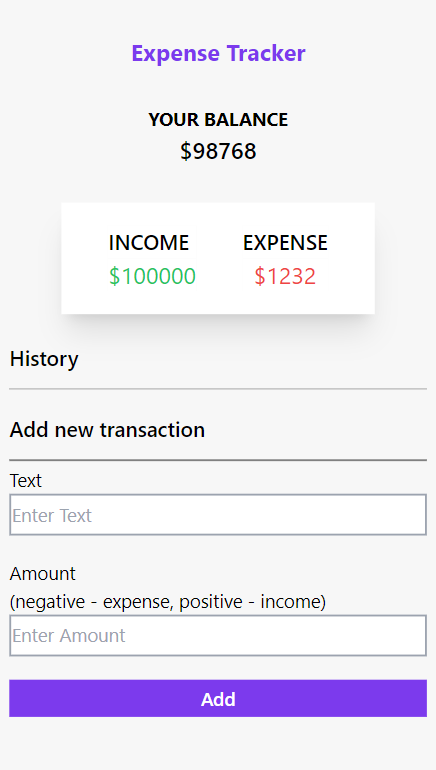 Expense Tracker
YOUR BALANCE
$98768
INCOME EXPENSE
$100000 $1232
History
Add new transaction
Text
Enter Text
Amount
(negative - expense, positive - income)
Enter Amount
Add